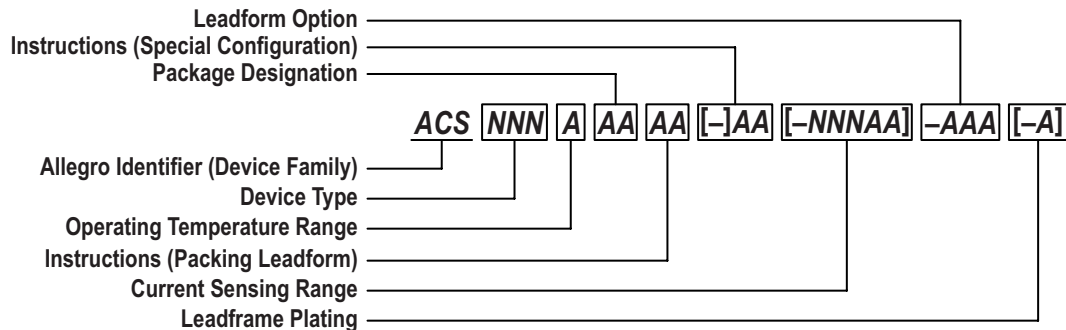 Leadform Option
Instructions (Special Configuration)
Package Designation
ACS NNN A AA AA [–]AA [–NNNAA] –AAA [–A]
Allegro Identifier (Device Family)
Device Type
Operating Temperature Range
Instructions (Packing Leadform)
Current Sensing Range
Leadframe Plating